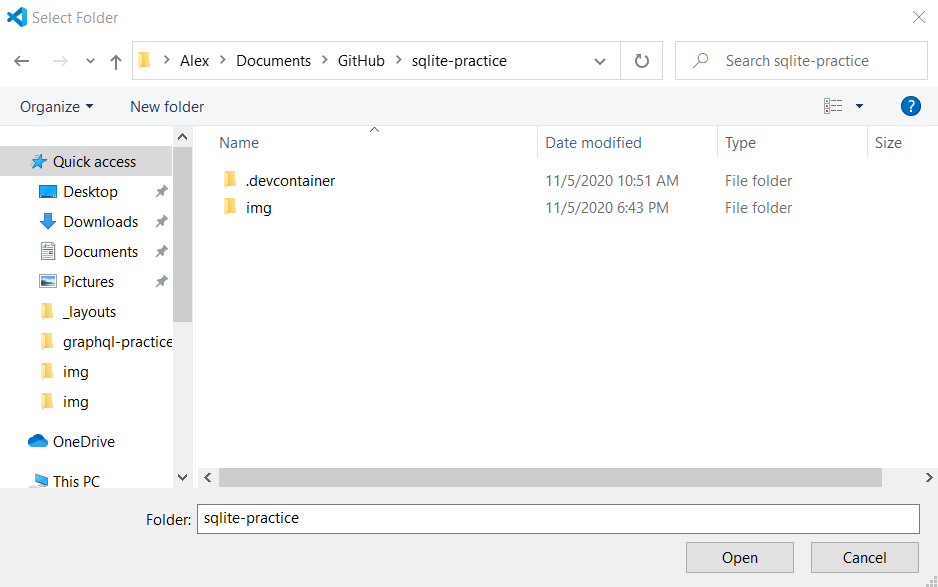 Select Folder
Alex Documents GitHub sqlite-practice
Search sqlite-practice
Organize New folder
?
Name Date modified Type Size
Quick access
Desktop
Downloads
Documents
Pictures
_layouts
graphql-practice
img
img
OneDrive
This PC
.devcontainer 11/5/2020 10:51 AM File folder
img 11/5/2020 6:43 PM File folder
Folder: sqlite-practice
Open Cancel